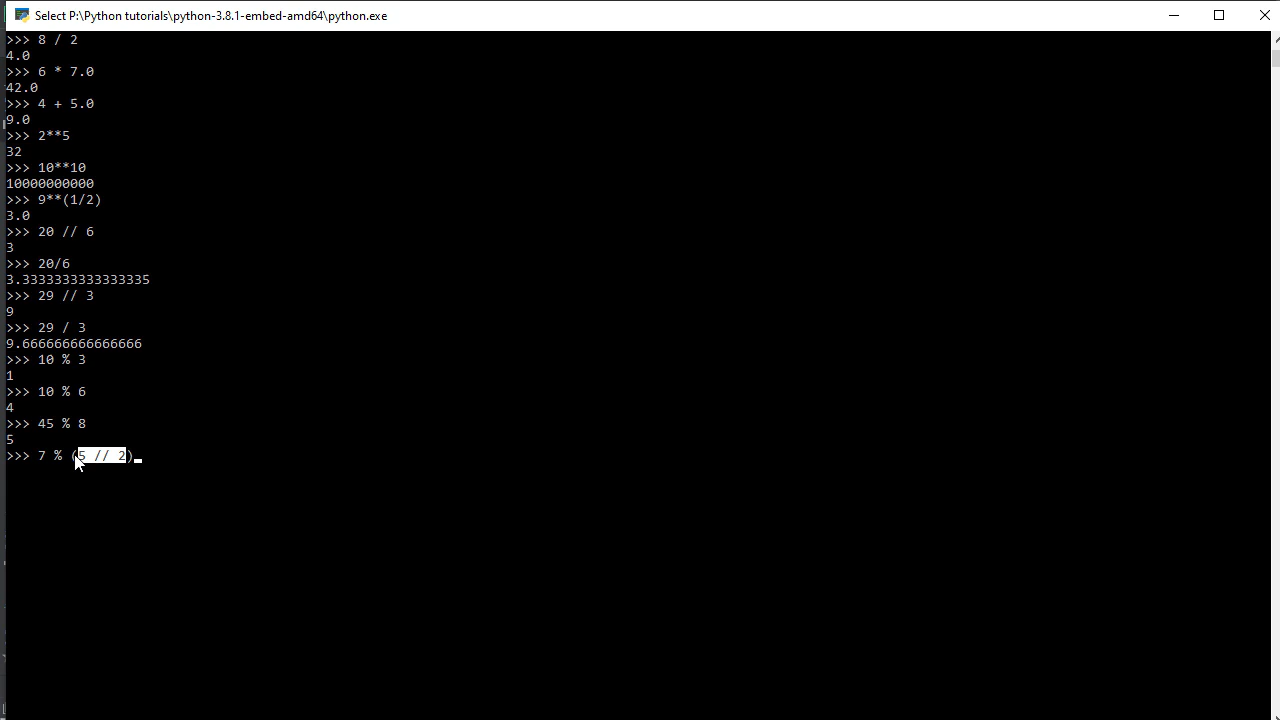 Select P:\Python tutorials\python-3.8.1-embed-amd64\python.exe
>>> 8 / 2
4.0
>>> 6 * 7.0
42.0
>>> 4 + 5.0
9.0
>>> 2**5
32
>>> 10**10
10000000000
>>> 9**(1/2)
3.0
>>> 20 // 6
3
>>> 20/6
3.3333333333333335
>>> 29 // 3
9
>>> 29 / 3
9.666666666666666
>>> 10 % 3
1
>>> 10 % 6
4
>>> 45 % 8
5
>>> 7 % (5 // 2)